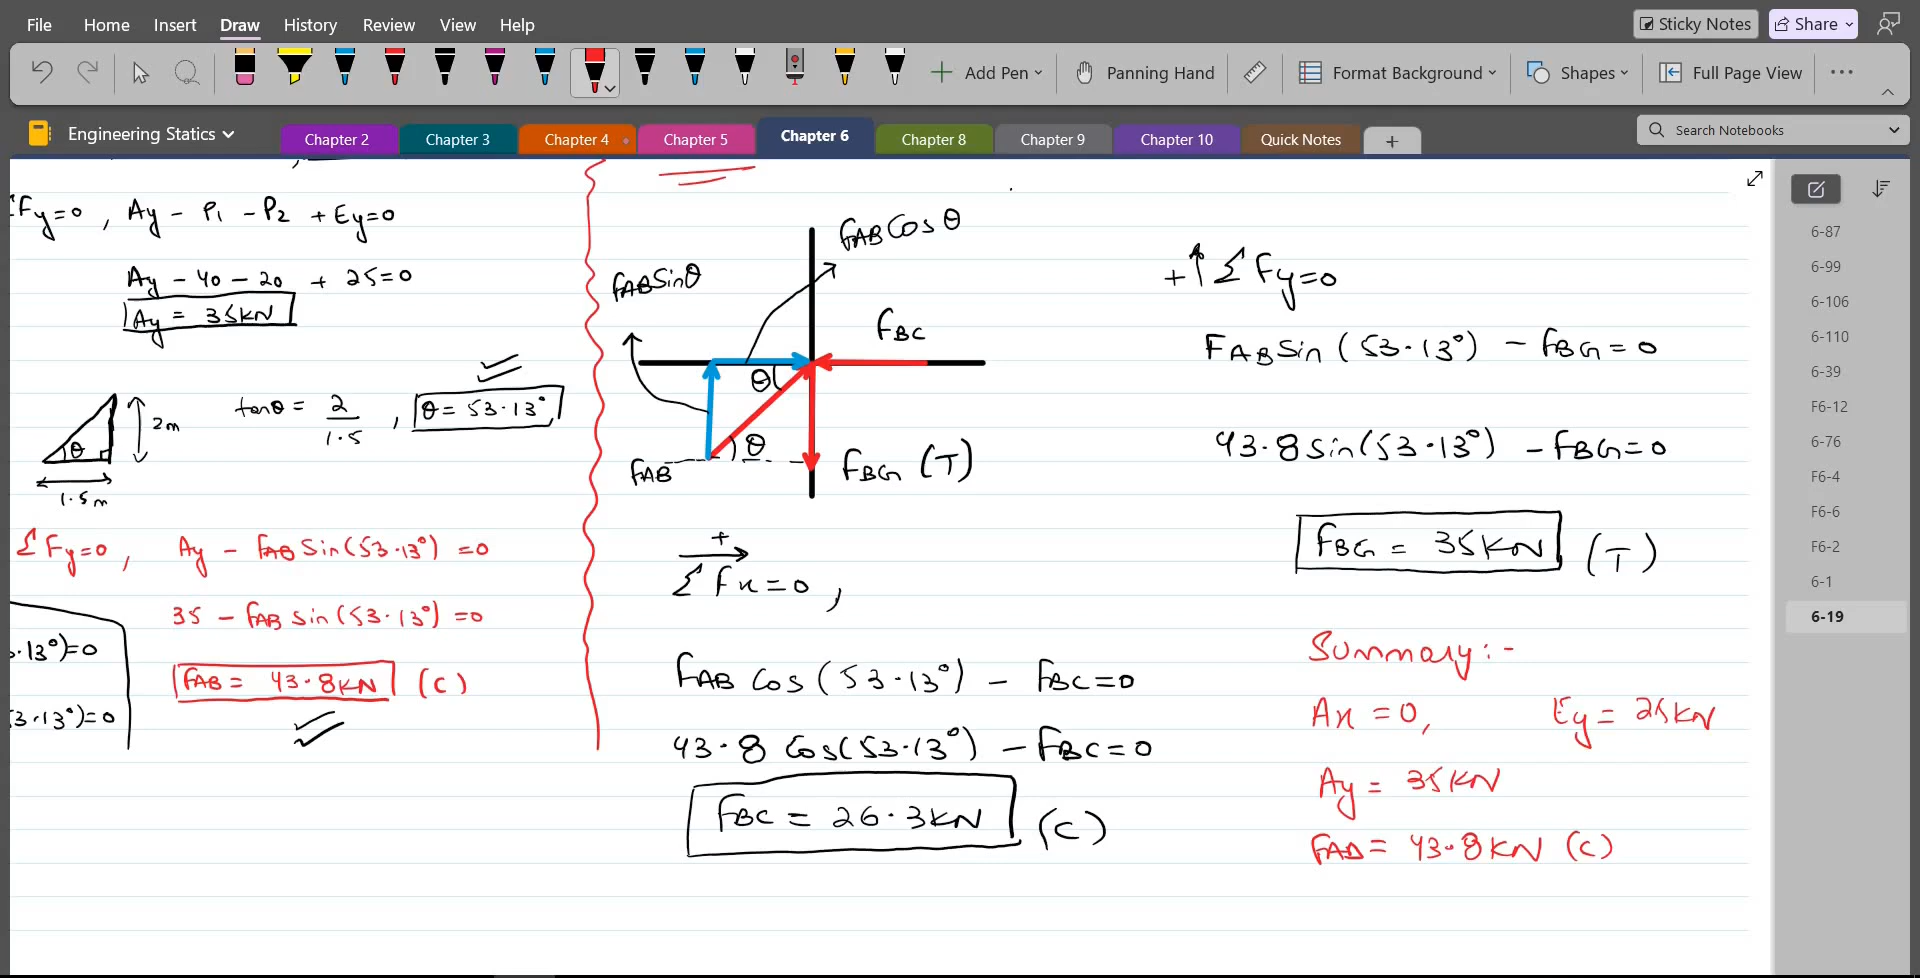 File Home Insert Draw History Review View Help
Sticky Notes Share
Add Pen Panning Hand Format Background Shapes Full Page View
Engineering Statics
Chapter 2 Chapter 3 Chapter 4 Chapter 5 Chapter 6 Chapter 8 Chapter 9 Chapter 10 Quick Notes +
Search Notebooks
ΣFy=0, Ay - P1 - P2 + Ey=0
Ay - 40 - 20 + 25=0
Ay = 35KN
tanθ = 2/1.5, θ = 53.13°
2m
θ
1.5m
ΣFy=0, Ay - FAB Sin(53.13°) =0
35 - FAB sin(53.13°) =0
.13°)=0
FAB = 43.8KN (C)
53.13°)=0
FAB Cos θ
FAB Sinθ
FBC
θ
θ
FAB
FBG (T)
+
ΣFx=0,
FAB Cos (53.13°) - FBC=0
43.8 Cos(53.13°) - FBC=0
FBC = 26.3KN (C)
+↑ΣFy=0
FAB Sin (53.13°) - FBG=0
43.8 sin(53.13°) - FBG=0
FBG = 35KN (T)
Summary:-
Ax =0, Ey = 25KN
Ay = 35KN
FAB = 43.8KN (C)
6-87
6-99
6-106
6-110
6-39
F6-12
6-76
F6-4
F6-6
F6-2
6-1
6-19